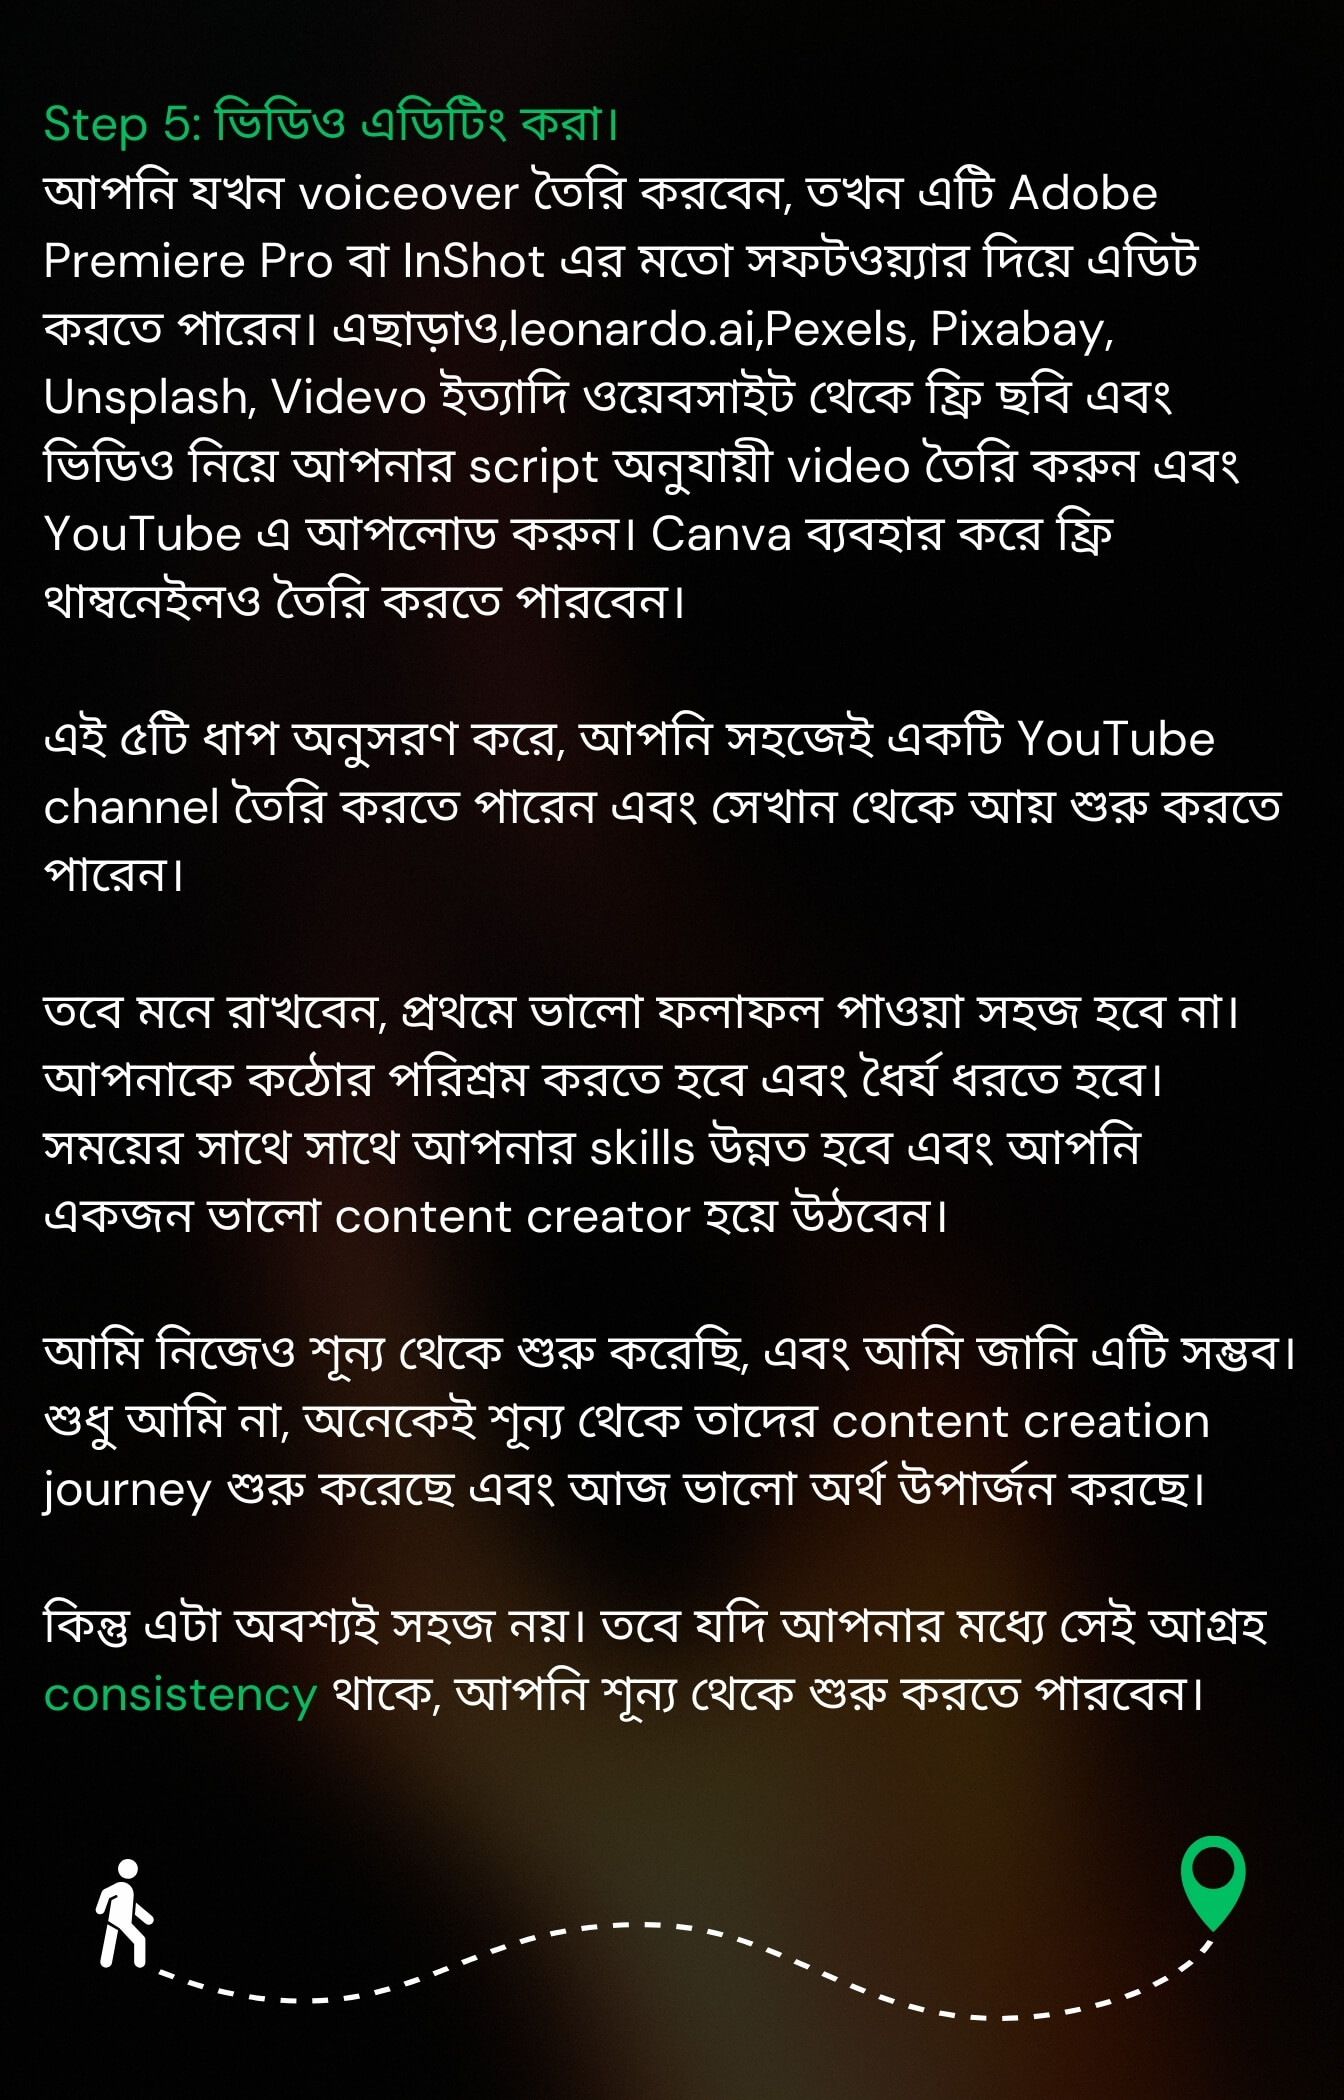 Step 5: ভিডিও এডিটিং করা।
আপনি যখন voiceover তৈরি করবেন, তখন এটি Adobe
Premiere Pro বা InShot এর মতো সফটওয়্যার দিয়ে এডিট
করতে পারেন। এছাড়াও,leonardo.ai,Pexels, Pixabay,
Unsplash, Videvo ইত্যাদি ওয়েবসাইট থেকে ফ্রি ছবি এবং
ভিডিও নিয়ে আপনার script অনুযায়ী video তৈরি করুন এবং
YouTube এ আপলোড করুন। Canva ব্যবহার করে ফ্রি
থাম্বনেইলও তৈরি করতে পারবেন।
এই ৫টি ধাপ অনুসরণ করে, আপনি সহজেই একটি YouTube
channel তৈরি করতে পারেন এবং সেখান থেকে আয় শুরু করতে
পারেন।
তবে মনে রাখবেন, প্রথমে ভালো ফলাফল পাওয়া সহজ হবে না।
আপনাকে কঠোর পরিশ্রম করতে হবে এবং ধৈর্য ধরতে হবে।
সময়ের সাথে সাথে আপনার skills উন্নত হবে এবং আপনি
একজন ভালো content creator হয়ে উঠবেন।
আমি নিজেও শূন্য থেকে শুরু করেছি, এবং আমি জানি এটি সম্ভব।
শুধু আমি না, অনেকেই শূন্য থেকে তাদের content creation
journey শুরু করেছে এবং আজ ভালো অর্থ উপার্জন করছে।
কিন্তু এটা অবশ্যই সহজ নয়। তবে যদি আপনার মধ্যে সেই আগ্রহ
consistency থাকে, আপনি শূন্য থেকে শুরু করতে পারবেন।